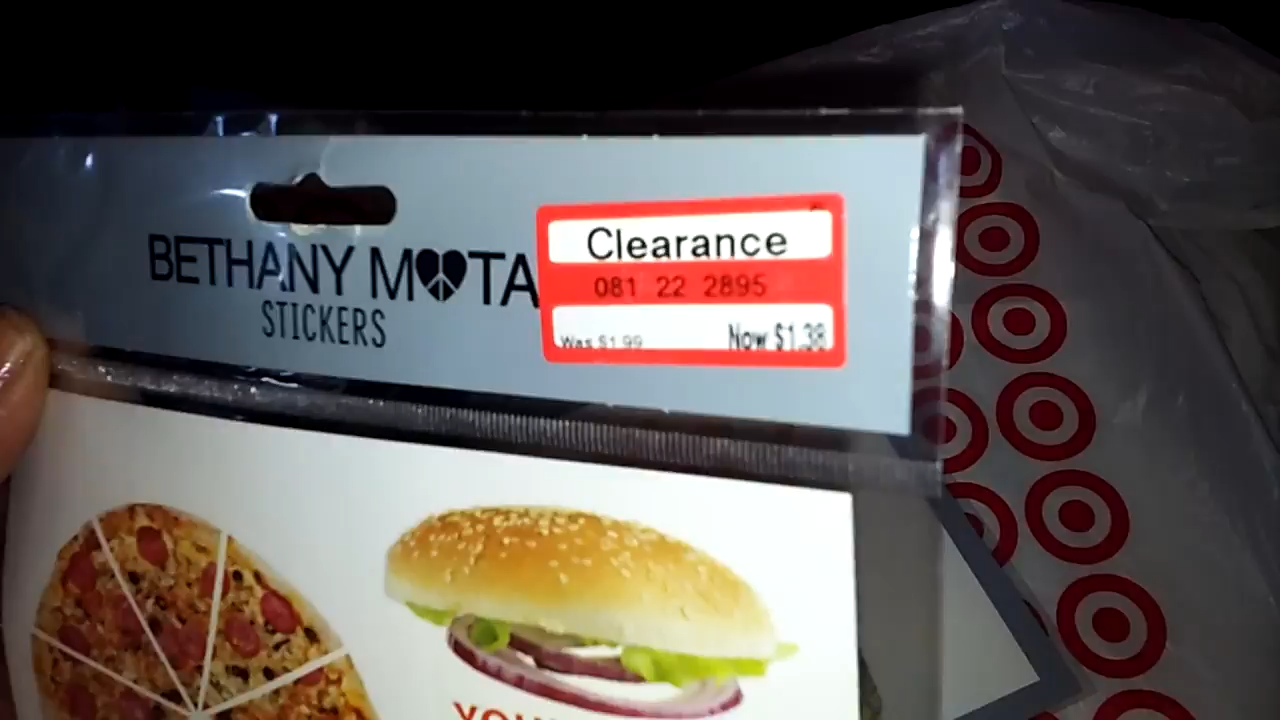 BETHANY MOTA
STICKERS
Clearance
081 22 2895
Was $1.99 Now $1.38